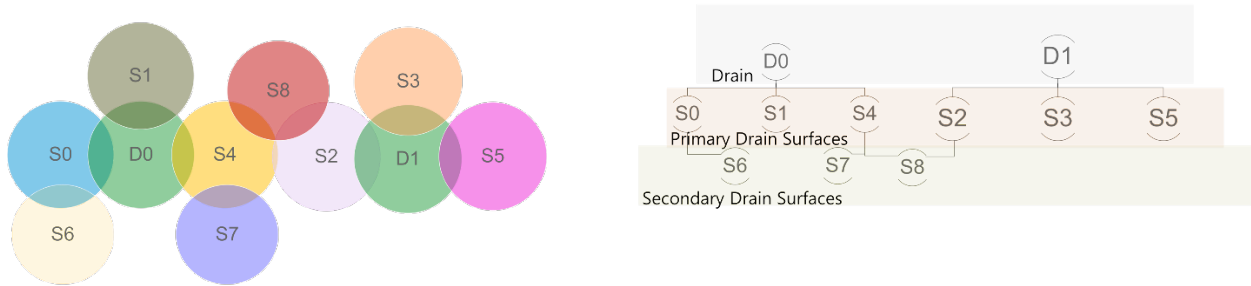 S1
S8
S3
S0
D0
S4
S2
D1
S5
S6
S7
D0
D1
Drain
S0
S1
S4
S2
S3
S5
Primary Drain Surfaces
S6
S7
S8
Secondary Drain Surfaces